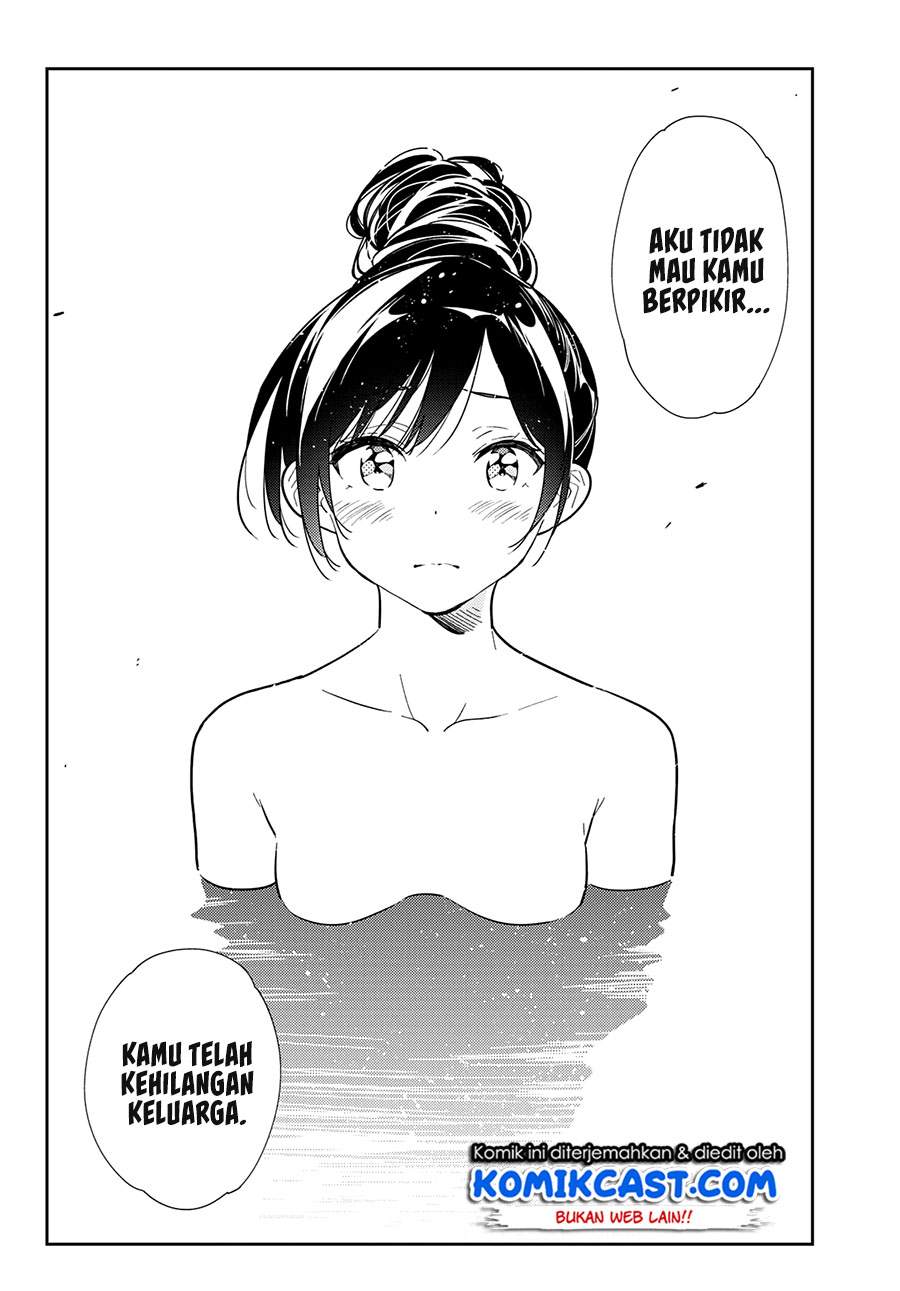 AKU TIDAK
MAU KAMU
BERPIKIR...
KAMU TELAH
KEHILANGAN
KELUARGA.
Komik ini diterjemahkan & diedit oleh
KOMIKCAST.COM
BUKAN WEB LAIN!!